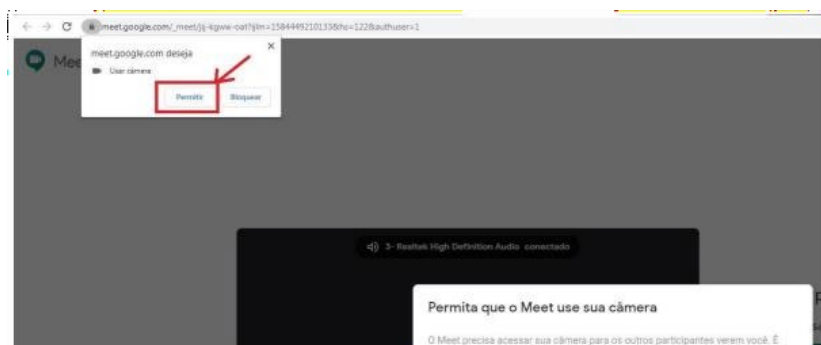 meet.google.com/_meet/jij-kgww-oat?ijlm=1584449210133&hs=122&authuser=1
Mee
meet.google.com deseja
Usar câmera
Permitir Bloquear
3- Realtek High Definition Audio conectado
Permita que o Meet use sua câmera
O Meet precisa acessar sua câmera para os outros participantes verem você. É